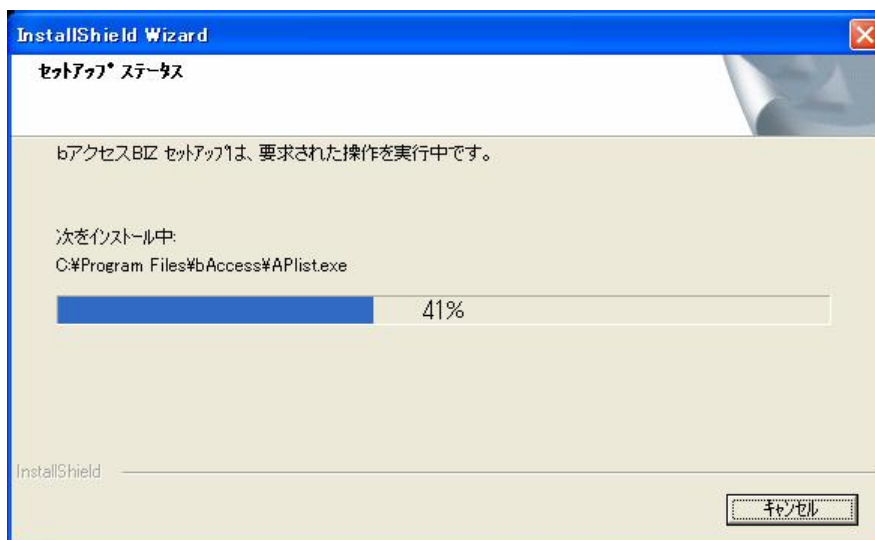 InstallShield Wizard
ｾｯﾄｱｯﾌﾟ ｽﾃｰﾀｽ
bアクセスBIZ ｾｯﾄｱｯﾌﾟは、要求された操作を実行中です。
次をｲﾝｽﾄｰﾙ中:
C:¥Program Files¥bAccess¥APlist.exe
41%
InstallShield
ｷｬﾝｾﾙ